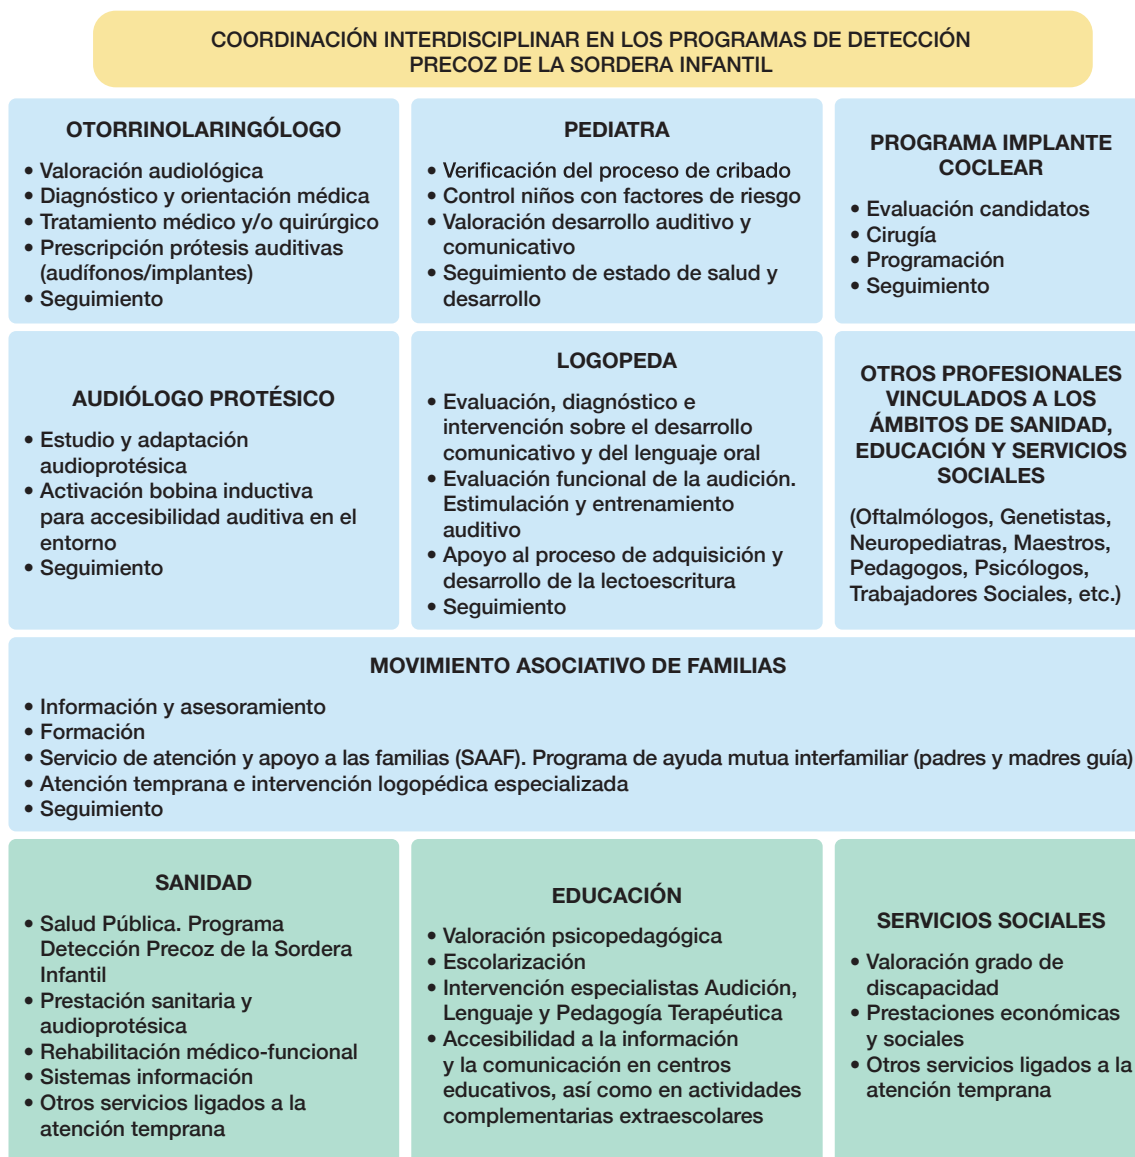 COORDINACIÓN INTERDISCIPLINAR EN LOS PROGRAMAS DE DETECCIÓN
PRECOZ DE LA SORDERA INFANTIL
OTORRINOLARINGÓLOGO
• Valoración audiológica
• Diagnóstico y orientación médica
• Tratamiento médico y/o quirúrgico
• Prescripción prótesis auditivas
(audífonos/implantes)
• Seguimiento
PEDIATRA
• Verificación del proceso de cribado
• Control niños con factores de riesgo
• Valoración desarrollo auditivo y
comunicativo
• Seguimiento de estado de salud y
desarrollo
PROGRAMA IMPLANTE
COCLEAR
• Evaluación candidatos
• Cirugía
• Programación
• Seguimiento
AUDIÓLOGO PROTÉSICO
• Estudio y adaptación
audioprotésica
• Activación bobina inductiva
para accesibilidad auditiva en el
entorno
• Seguimiento
LOGOPEDA
• Evaluación, diagnóstico e
intervención sobre el desarrollo
comunicativo y del lenguaje oral
• Evaluación funcional de la audición.
Estimulación y entrenamiento
auditivo
• Apoyo al proceso de adquisición y
desarrollo de la lectoescritura
• Seguimiento
OTROS PROFESIONALES
VINCULADOS A LOS
ÁMBITOS DE SANIDAD,
EDUCACIÓN Y SERVICIOS
SOCIALES
(Oftalmólogos, Genetistas,
Neuropediatras, Maestros,
Pedagogos, Psicólogos,
Trabajadores Sociales, etc.)
MOVIMIENTO ASOCIATIVO DE FAMILIAS
• Información y asesoramiento
• Formación
• Servicio de atención y apoyo a las familias (SAAF). Programa de ayuda mutua interfamiliar (padres y madres guía)
• Atención temprana e intervención logopédica especializada
• Seguimiento
SANIDAD
• Salud Pública. Programa
Detección Precoz de la Sordera
Infantil
• Prestación sanitaria y
audioprotésica
• Rehabilitación médico-funcional
• Sistemas información
• Otros servicios ligados a la
atención temprana
EDUCACIÓN
• Valoración psicopedagógica
• Escolarización
• Intervención especialistas Audición,
Lenguaje y Pedagogía Terapéutica
• Accesibilidad a la información
y la comunicación en centros
educativos, así como en actividades
complementarias extraescolares
SERVICIOS SOCIALES
• Valoración grado de
discapacidad
• Prestaciones económicas
y sociales
• Otros servicios ligados a la
atención temprana